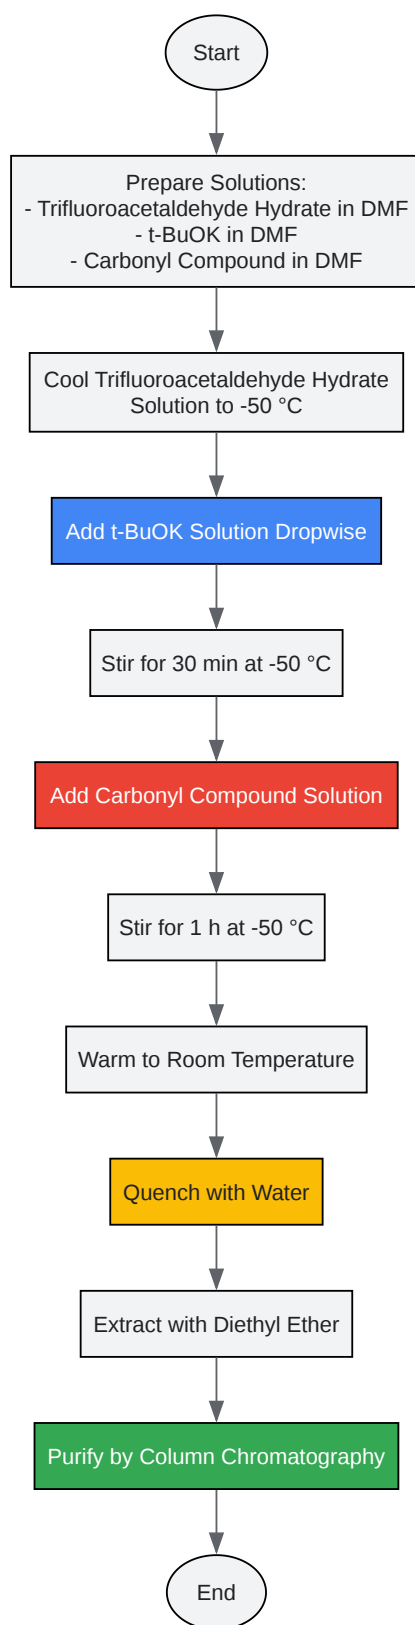 Start
Prepare Solutions:
- Trifluoroacetaldehyde Hydrate in DMF
- t-BuOK in DMF
- Carbonyl Compound in DMF
Cool Trifluoroacetaldehyde Hydrate
Solution to -50 °C
Add t-BuOK Solution Dropwise
Stir for 30 min at -50 °C
Add Carbonyl Compound Solution
Stir for 1 h at -50 °C
Warm to Room Temperature
Quench with Water
Extract with Diethyl Ether
Purify by Column Chromatography
End